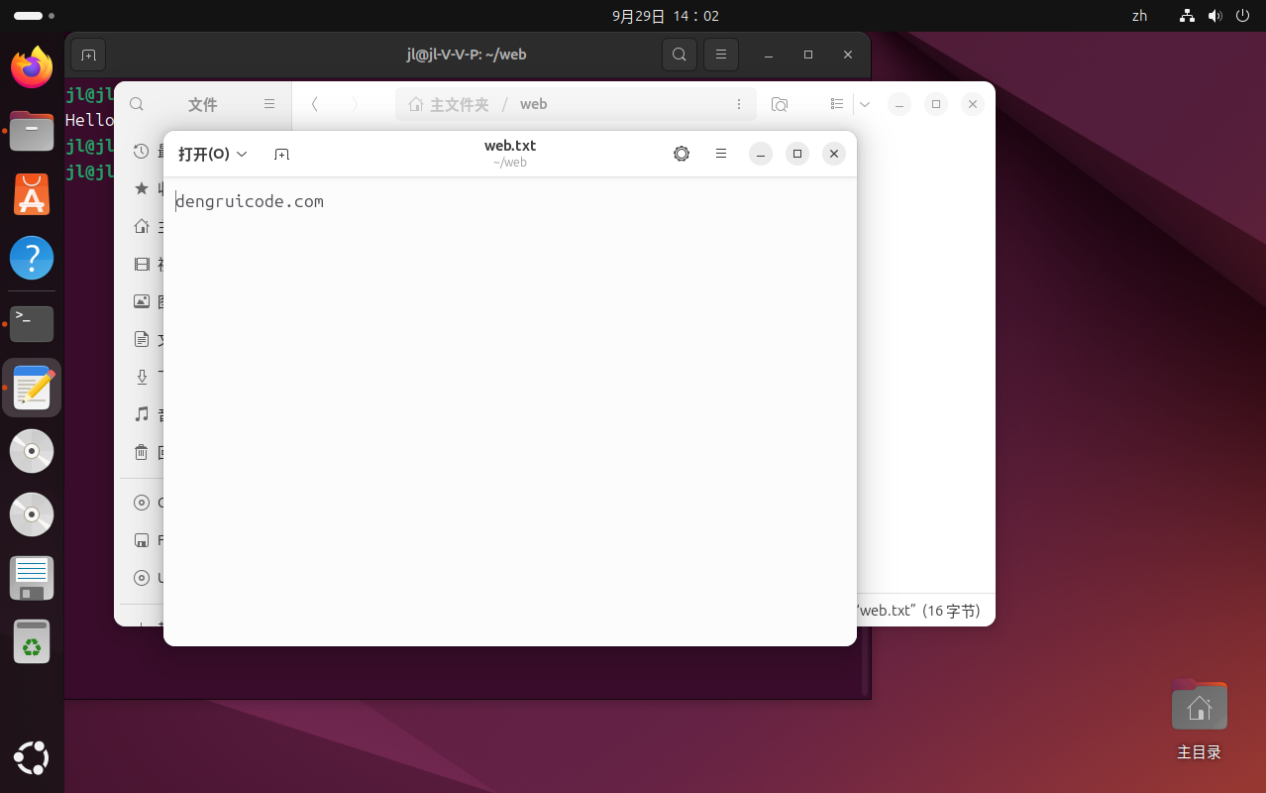 9月29日 14：02
zh
jl@jl-V-V-P: ~/web
jl@jl
Hello
jl@jl
jl@jl
文件
主文件夹 / web
打开(O)
web.txt
~/web
dengruicode.com
“web.txt” (16 字节)
主目录